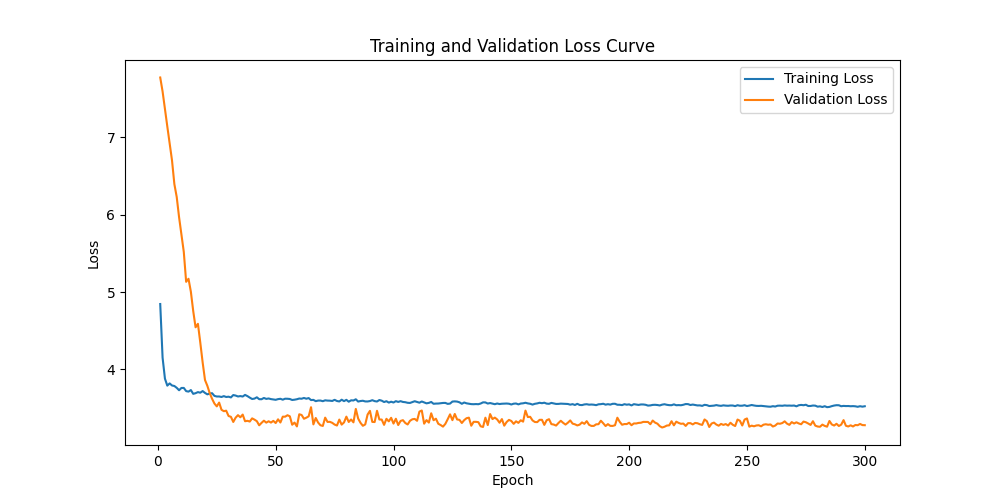 Training and Validation Loss Curve
Training Loss
Validation Loss
7
6
5
4
Loss
0 50 100 150 200 250 300
Epoch